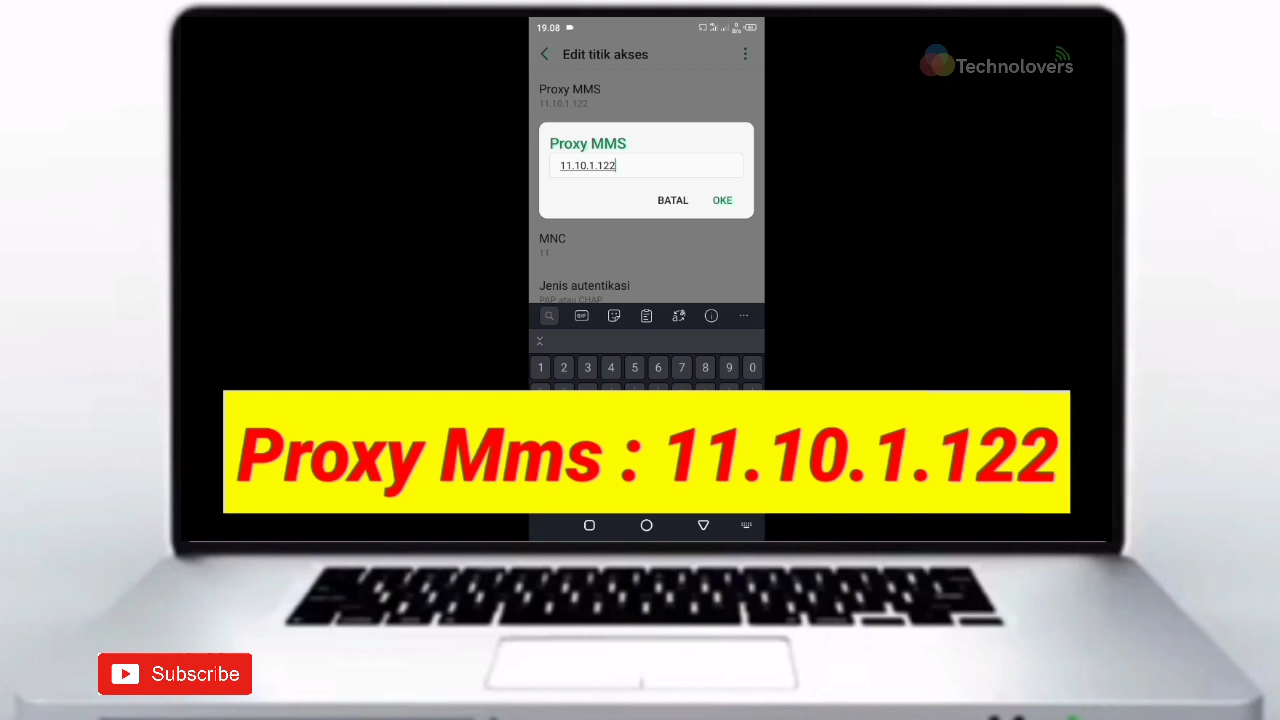 19.08
Edit titik akses
Technolovers
Proxy MMS
11.10.1.122
Proxy MMS
11.10.1.122
BATAL OKE
MNC
11
Jenis autentikasi
PAP atau CHAP
GIF
1 2 3 4 5 6 7 8 9 0
Proxy Mms : 11.10.1.122
Subscribe